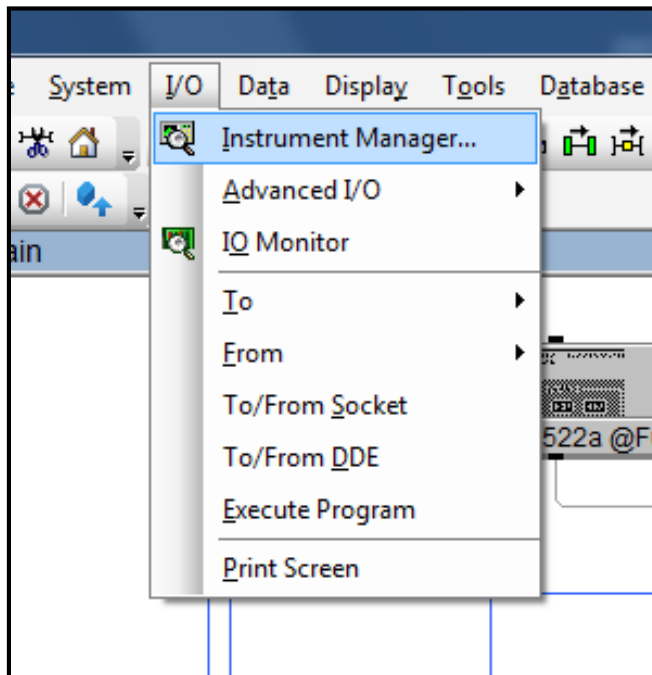 System I/O Data Display Tools Database
Instrument Manager...
Advanced I/O
ain
IO Monitor
To
From
To/From Socket
522a @F
To/From DDE
Execute Program
Print Screen